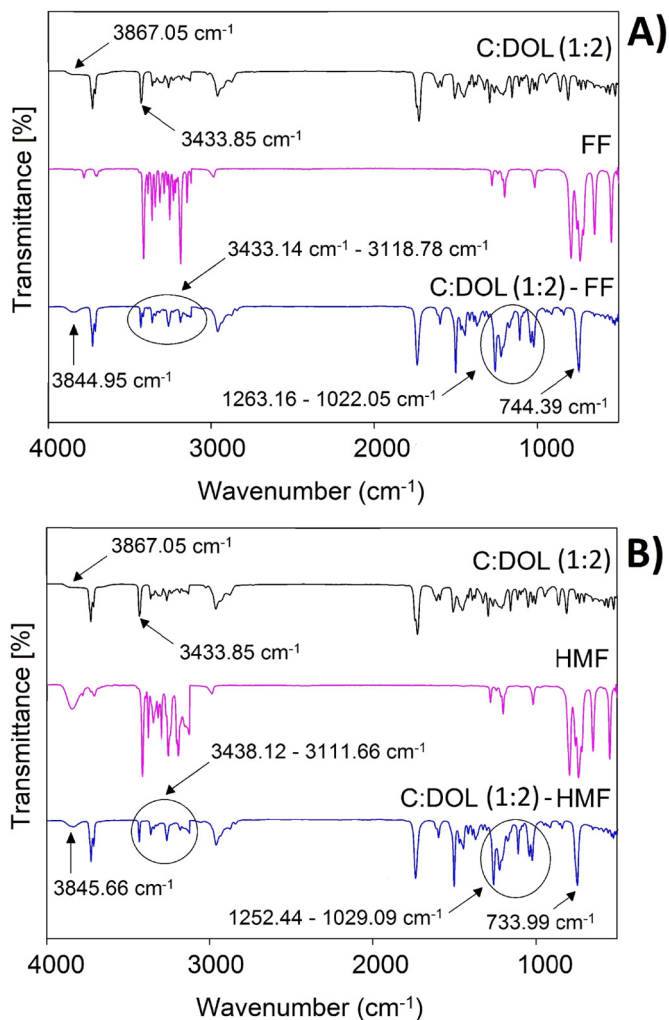 3867.05 cm-1
A)
C:DOL (1:2)
3433.85 cm-1
FF
3433.14 cm-1 - 3118.78 cm-1
C:DOL (1:2) - FF
3844.95 cm-1
1263.16 - 1022.05 cm-1
744.39 cm-1
Transmittance [%]
4000 3000 2000 1000
Wavenumber (cm-1)
3867.05 cm-1
B)
C:DOL (1:2)
3433.85 cm-1
HMF
3438.12 - 3111.66 cm-1
C:DOL (1:2) - HMF
3845.66 cm-1
1252.44 - 1029.09 cm-1
733.99 cm-1
Transmittance [%]
4000 3000 2000 1000
Wavenumber (cm-1)